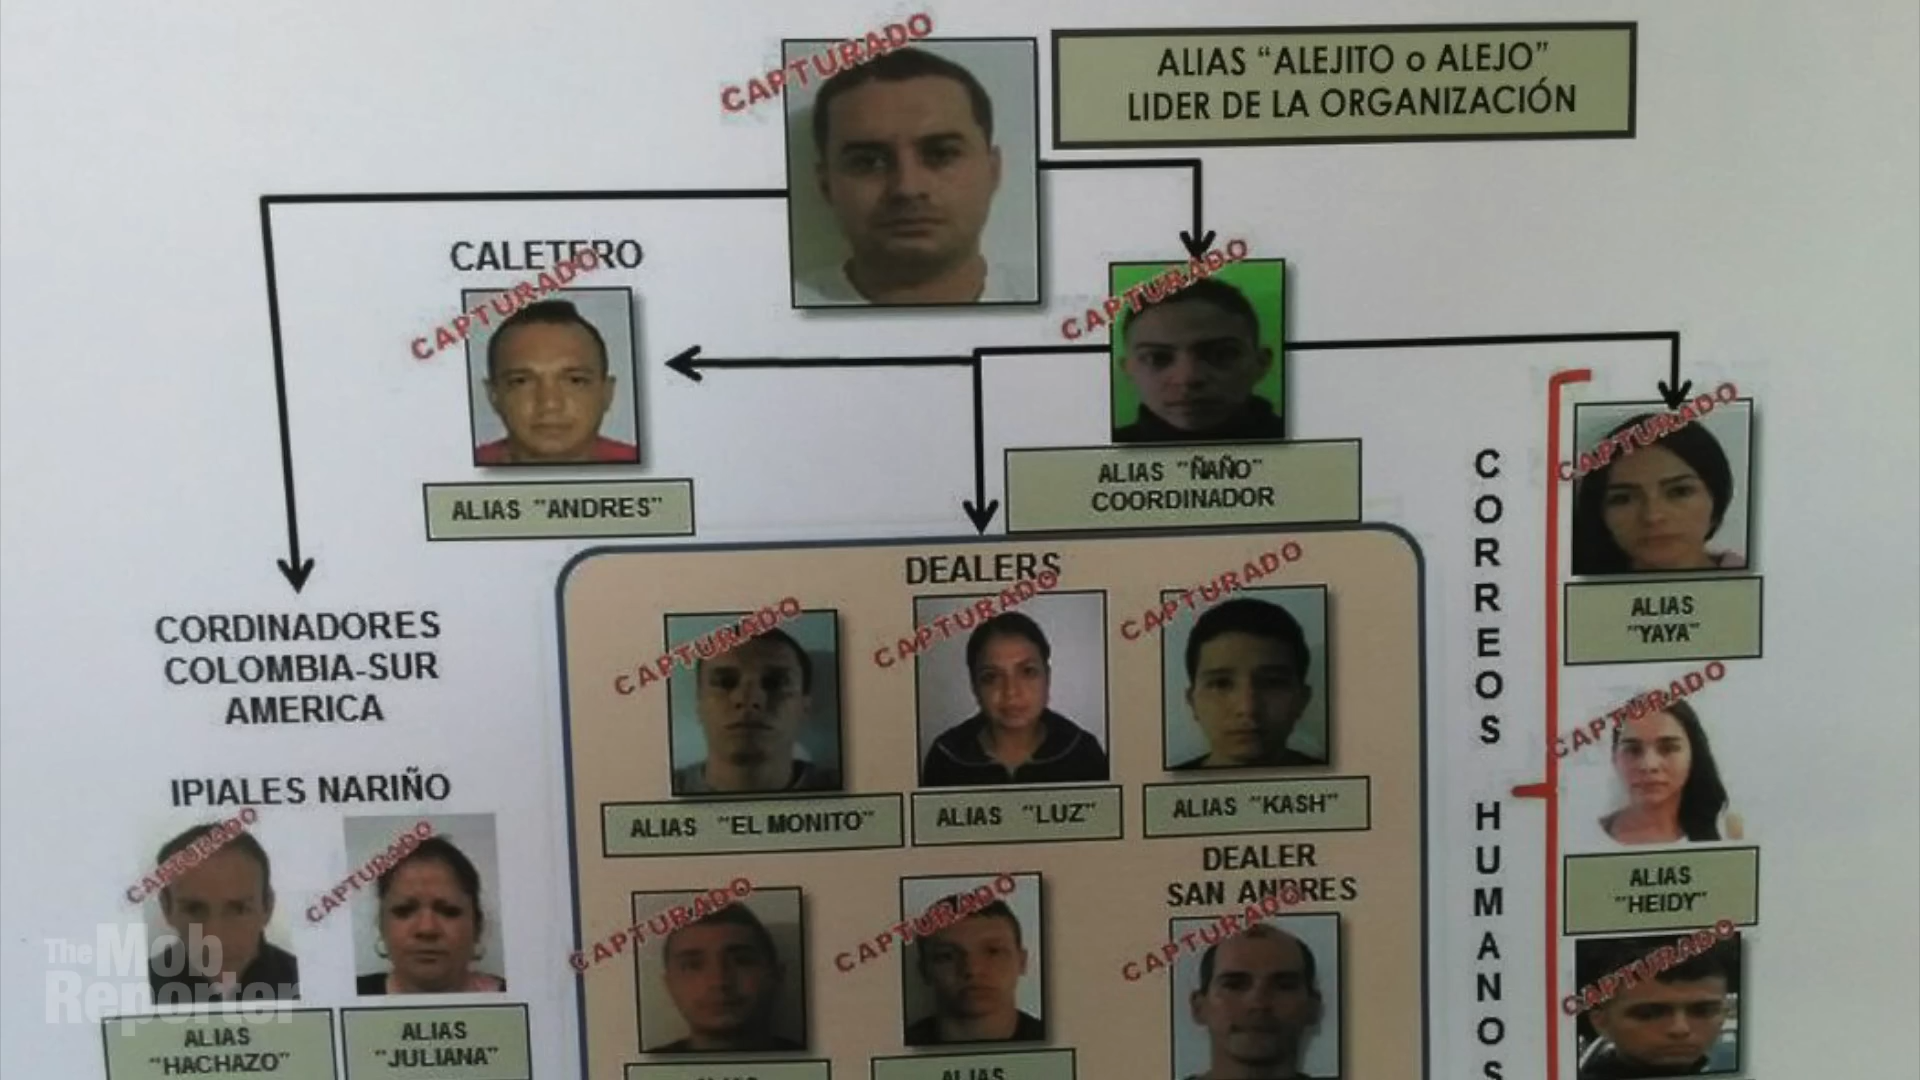 CAPTURADO
ALIAS “ALEJITO o ALEJO”
LIDER DE LA ORGANIZACIÓN
CALETERO
CAPTURADO
ALIAS "ANDRES"
CAPTURADO
ALIAS "ÑAÑO"
COORDINADOR
CORREOS HUMANOS
CAPTURADO
ALIAS
"YAYA"
CAPTURADO
ALIAS
"HEIDY"
CAPTURADO
CORDINADORES
COLOMBIA-SUR
AMERICA
IPIALES NARIÑO
CAPTURADO
ALIAS
"HACHAZO"
CAPTURADO
ALIAS
"JULIANA"
DEALERS
CAPTURADO
ALIAS "EL MONITO"
CAPTURADO
ALIAS "LUZ"
CAPTURADO
ALIAS "KASH"
CAPTURADO
ALIAS
CAPTURADO
ALIAS
DEALER
SAN ANDRES
CAPTURADO
The Mob
Reporter